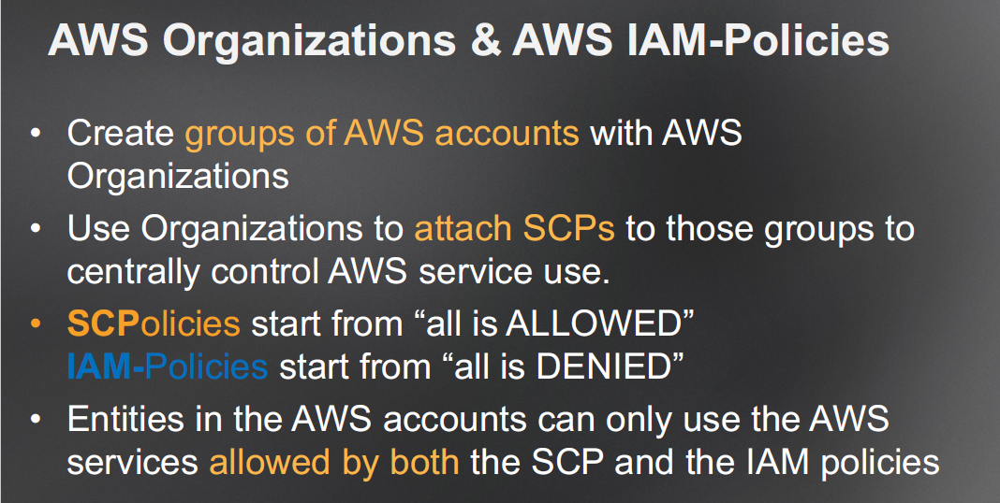 AWS Organizations & AWS IAM-Policies
• Create groups of AWS accounts with AWS
Organizations
• Use Organizations to attach SCPs to those groups to
centrally control AWS service use.
• SCPolicies start from “all is ALLOWED”
IAM-Policies start from “all is DENIED”
• Entities in the AWS accounts can only use the AWS
services allowed by both the SCP and the IAM policies